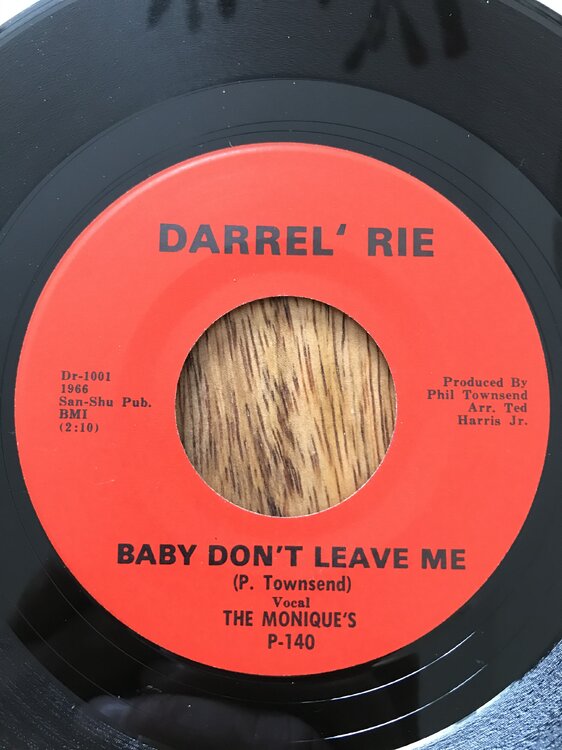 DARREL' RIE
Dr-1001
1966
San-Shu Pub.
BMI
(2:10)
Produced By
Phil Townsend
Arr. Ted
Harris Jr.
BABY DON'T LEAVE ME
(P. Townsend)
Vocal
THE MONIQUE'S
P-140